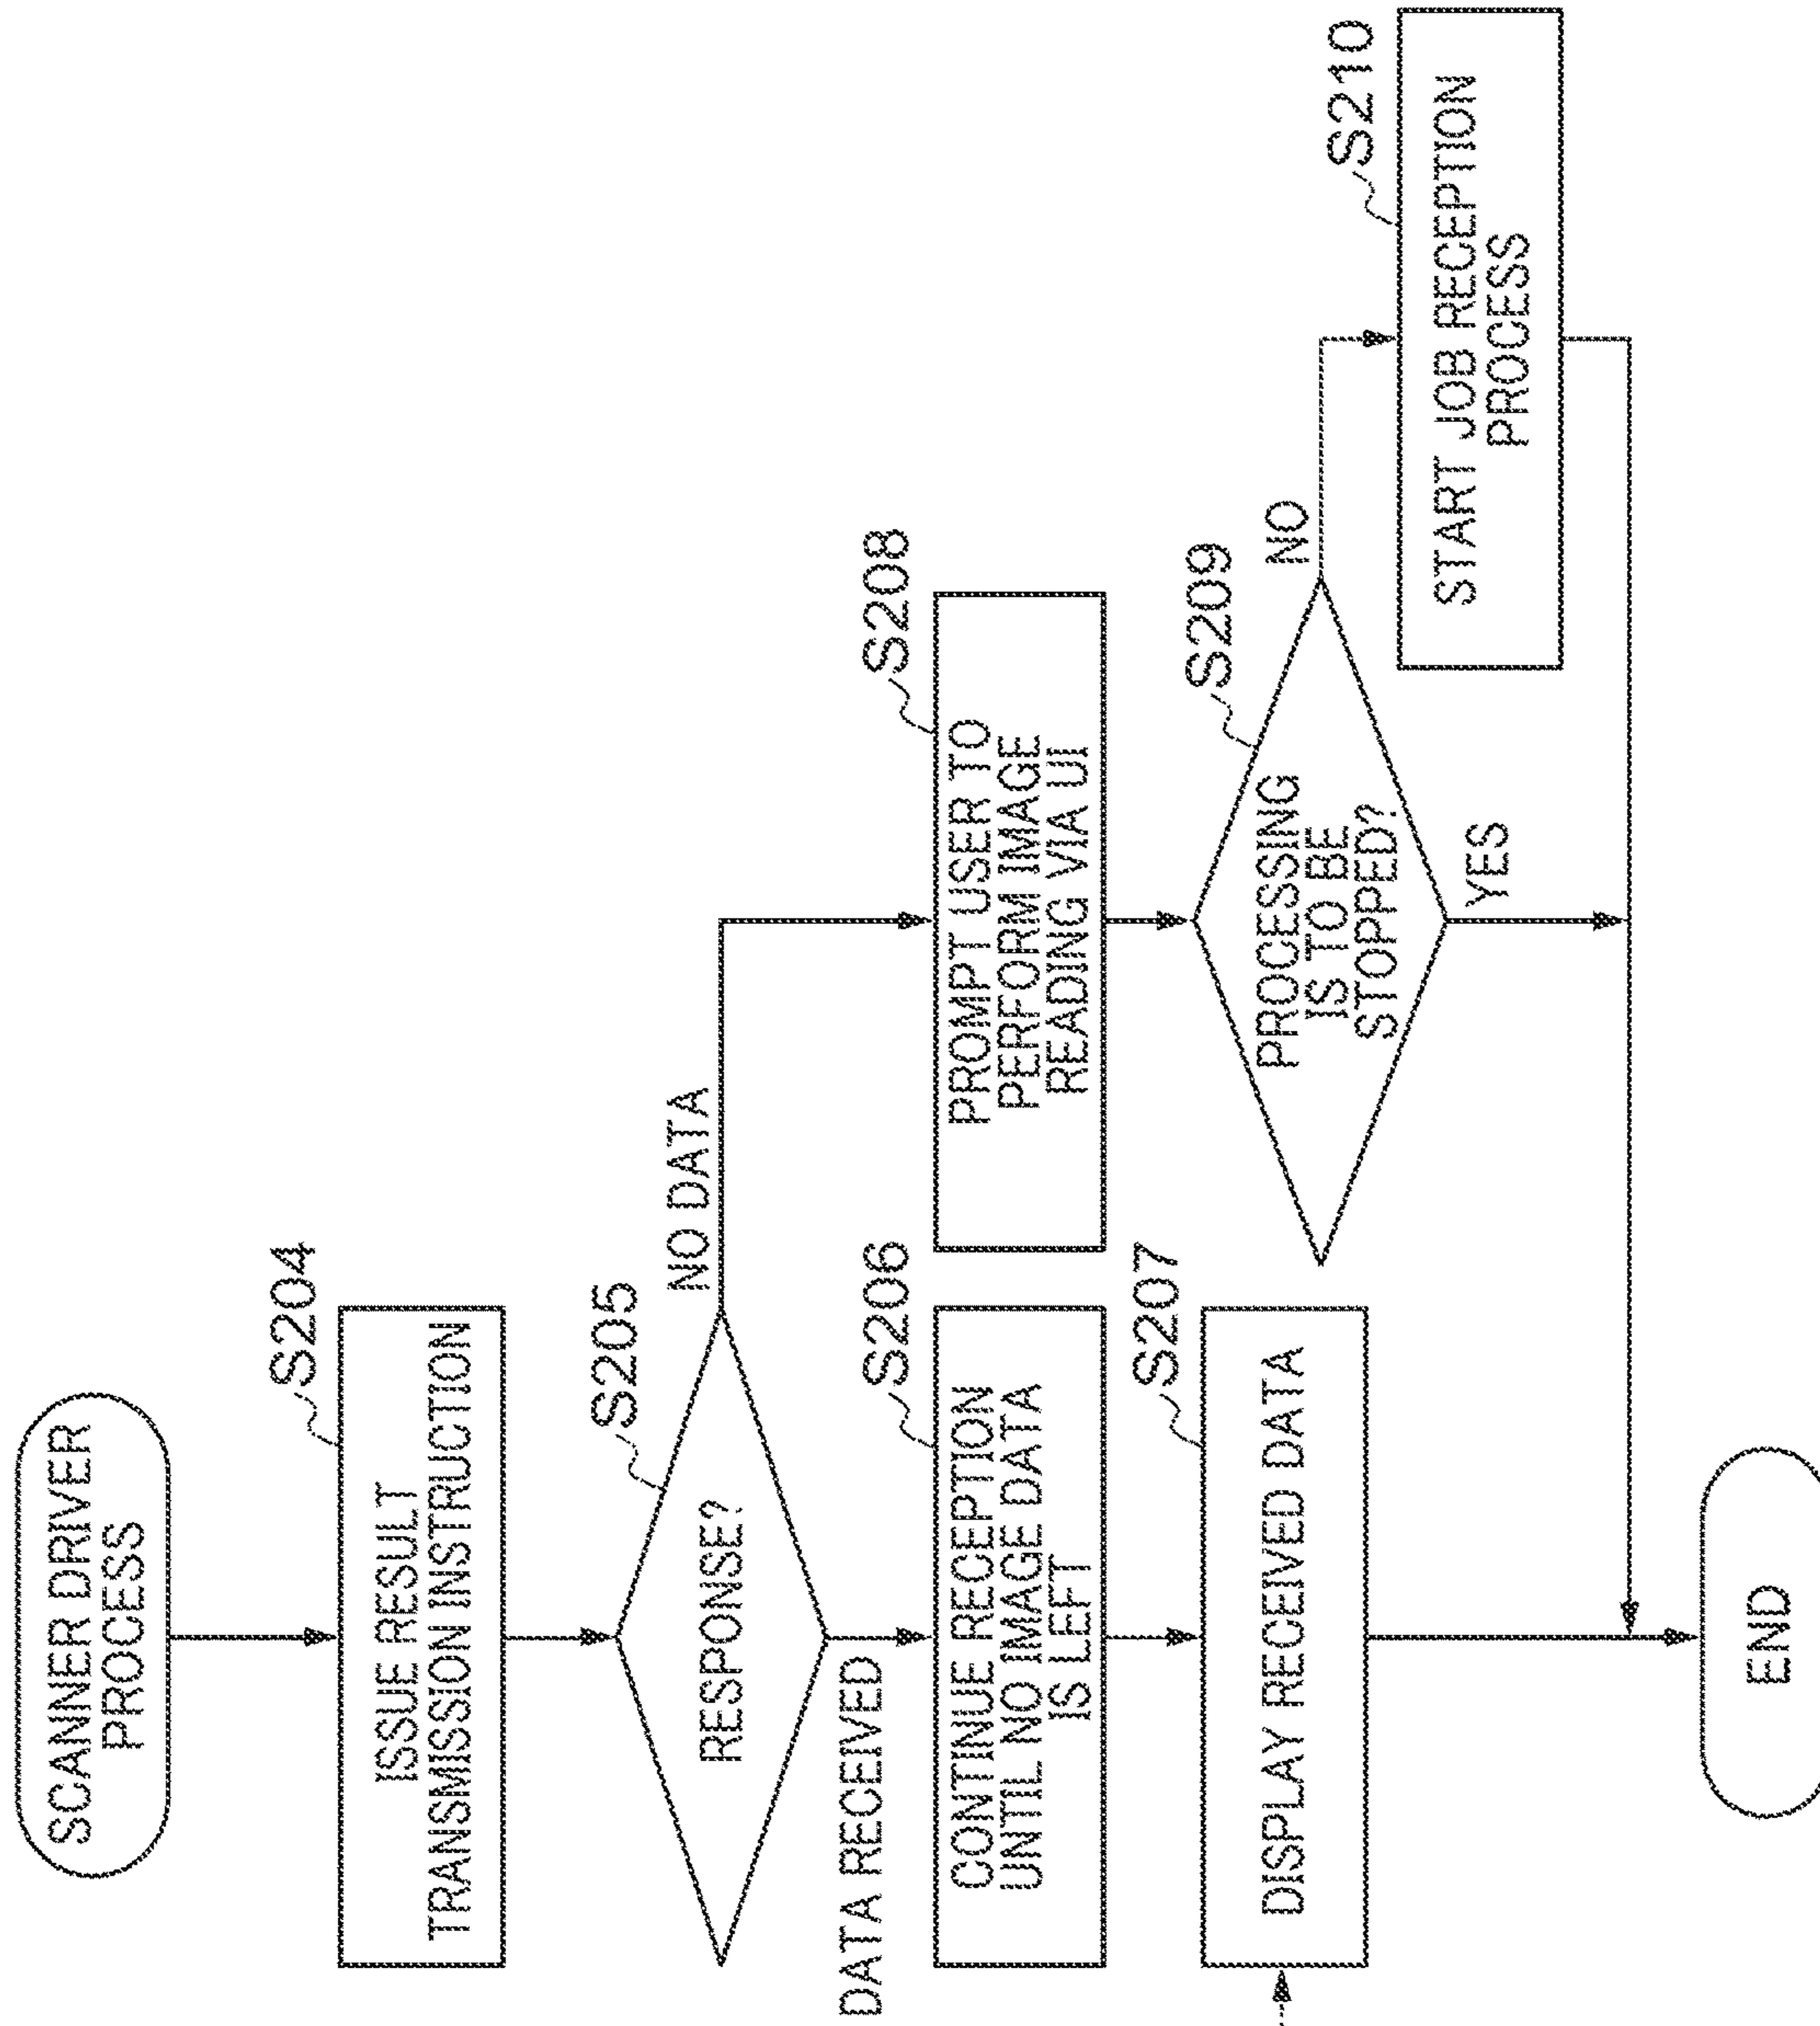 SCANNER DRIVER
PROCESS
S204
ISSUE RESULT
TRANSMISSION INSTRUCTION
S205
RESPONSE?
NO DATA
DATA RECEIVED
S206
CONTINUE RECEPTION
UNTIL NO IMAGE DATA
IS LEFT
S207
DISPLAY RECEIVED DATA
S208
PROMPT USER TO
PERFORM IMAGE
READING VIA UI
S209
PROCESSING
IS TO BE
STOPPED?
NO
YES
S210
START JOB RECEPTION
PROCESS
END